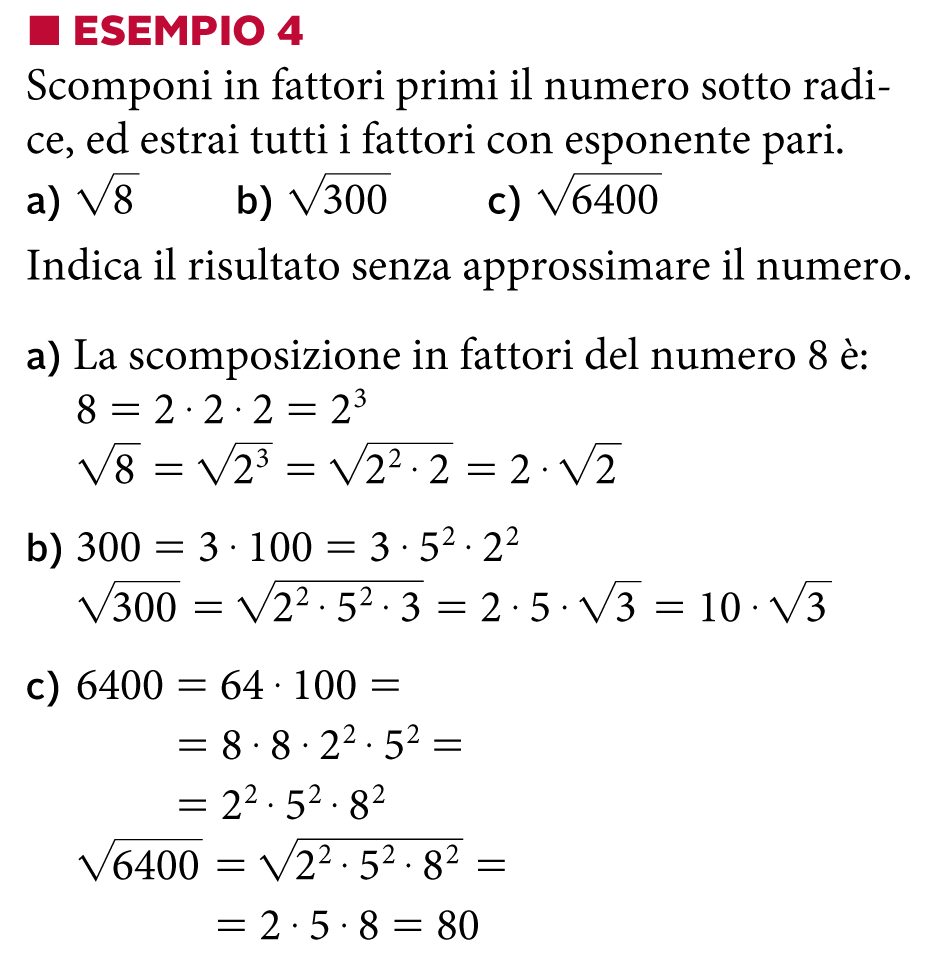 ■ ESEMPIO 4
Scomponi in fattori primi il numero sotto radi-
ce, ed estrai tutti i fattori con esponente pari.
a) √8 b) √300 c) √6400
Indica il risultato senza approssimare il numero.
a) La scomposizione in fattori del numero 8 è:
8 = 2 · 2 · 2 = 2³
√8 = √(2³) = √(2² · 2) = 2 · √2
b) 300 = 3 · 100 = 3 · 5² · 2²
√300 = √(2² · 5² · 3) = 2 · 5 · √3 = 10 · √3
c) 6400 = 64 · 100 =
= 8 · 8 · 2² · 5² =
= 2² · 5² · 8²
√6400 = √(2² · 5² · 8²) =
= 2 · 5 · 8 = 80